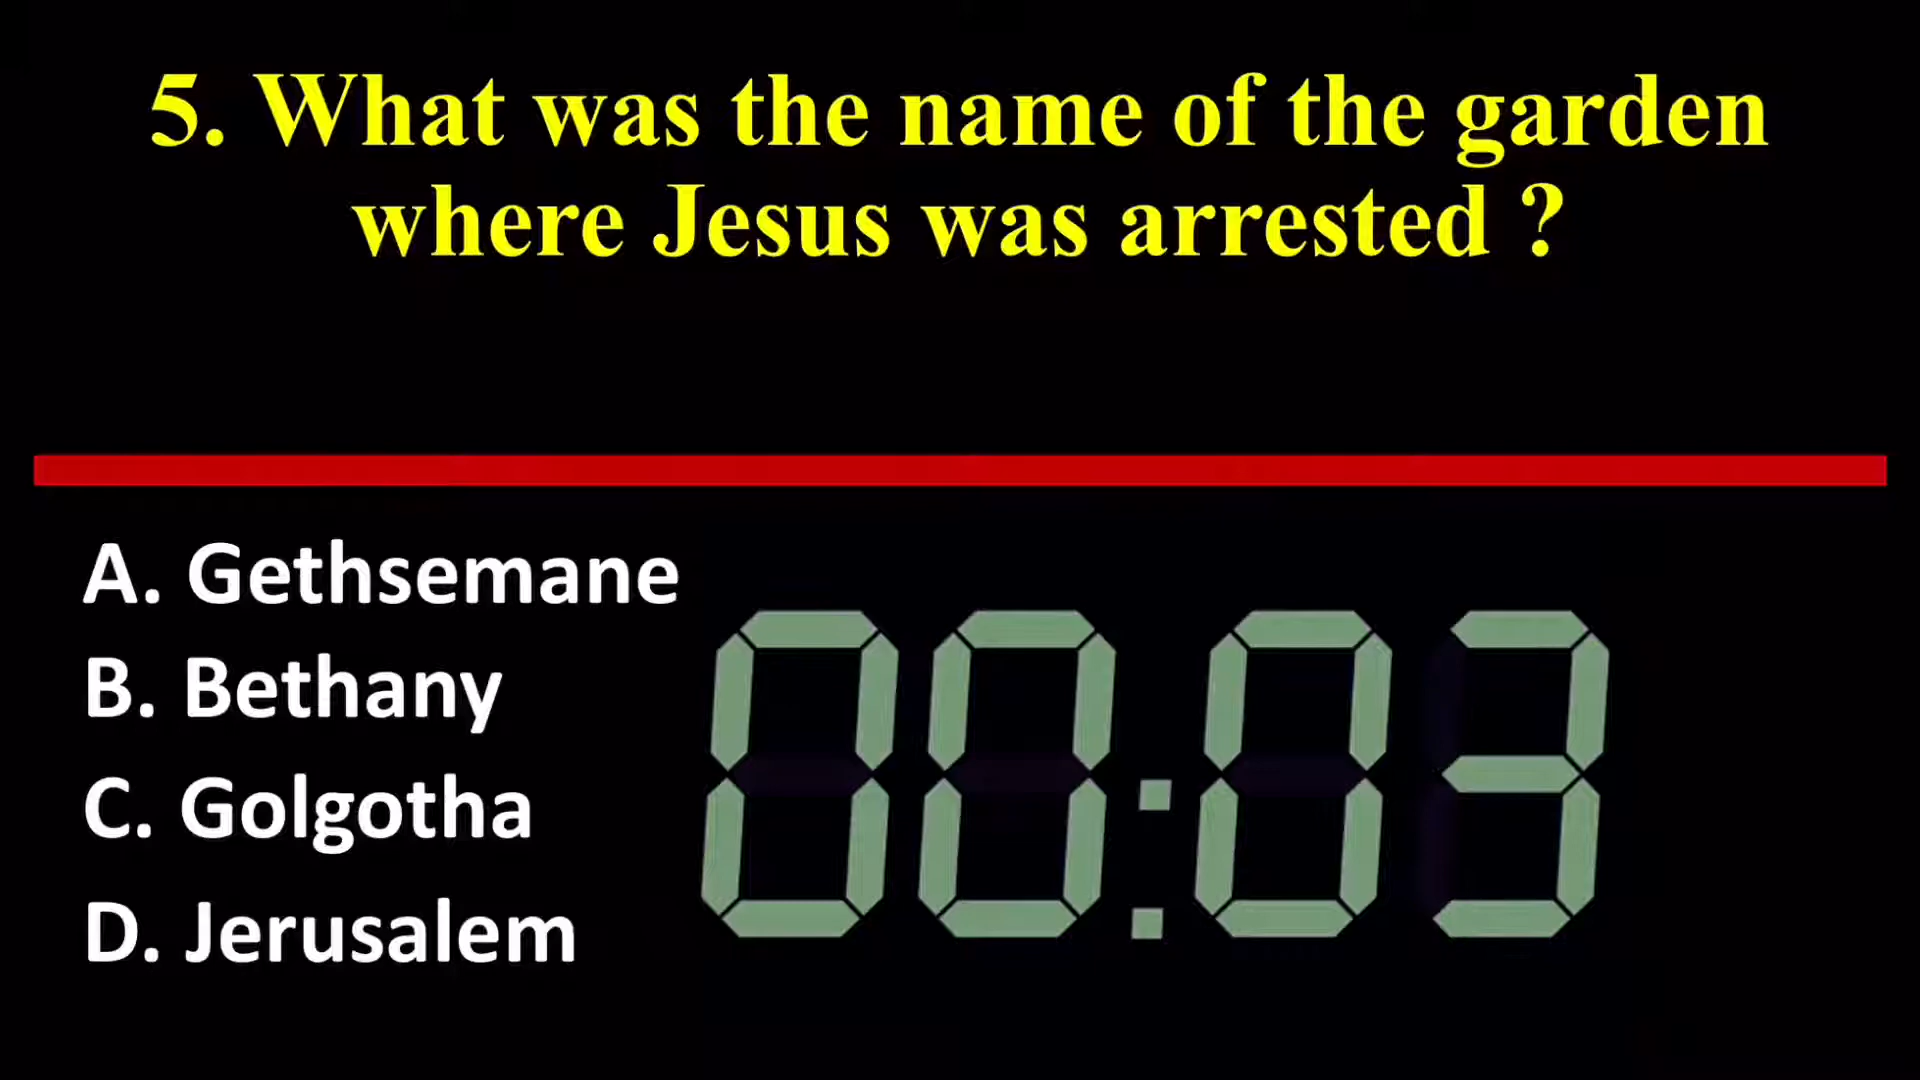 5. What was the name of the garden
where Jesus was arrested ?
A. Gethsemane
B. Bethany
C. Golgotha
D. Jerusalem
00:03